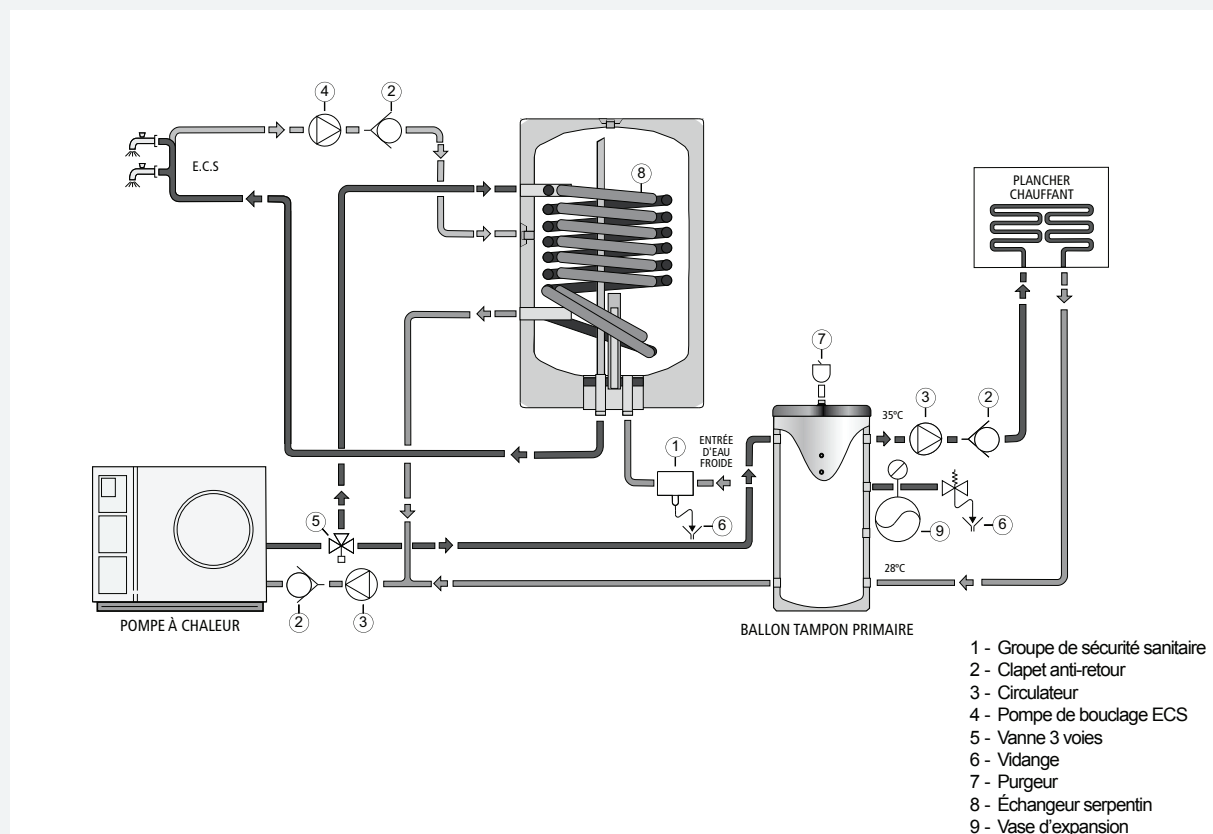 4
2
E.C.S
8
PLANCHER
CHAUFFANT
7
3
2
35°C
1
ENTRÉE
D'EAU
FROIDE
6
9
6
5
28°C
2
3
POMPE À CHALEUR
BALLON TAMPON PRIMAIRE
1 - Groupe de sécurité sanitaire
2 - Clapet anti-retour
3 - Circulateur
4 - Pompe de bouclage ECS
5 - Vanne 3 voies
6 - Vidange
7 - Purgeur
8 - Échangeur serpentin
9 - Vase d'expansion